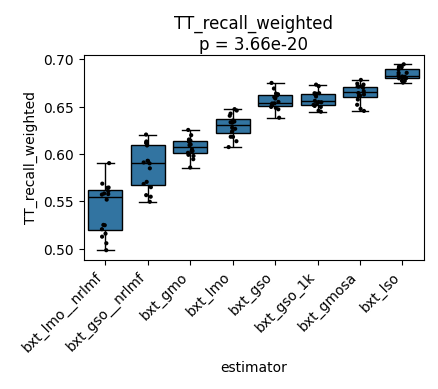 TT_recall_weighted
p = 3.66e-20
TT_recall_weighted
0.70
0.65
0.60
0.55
0.50
bxt_lmo__nrlmf
bxt_gso__nrlmf
bxt_gmo
bxt_lmo
bxt_gso
bxt_gso_1k
bxt_gmosa
bxt_lso
estimator